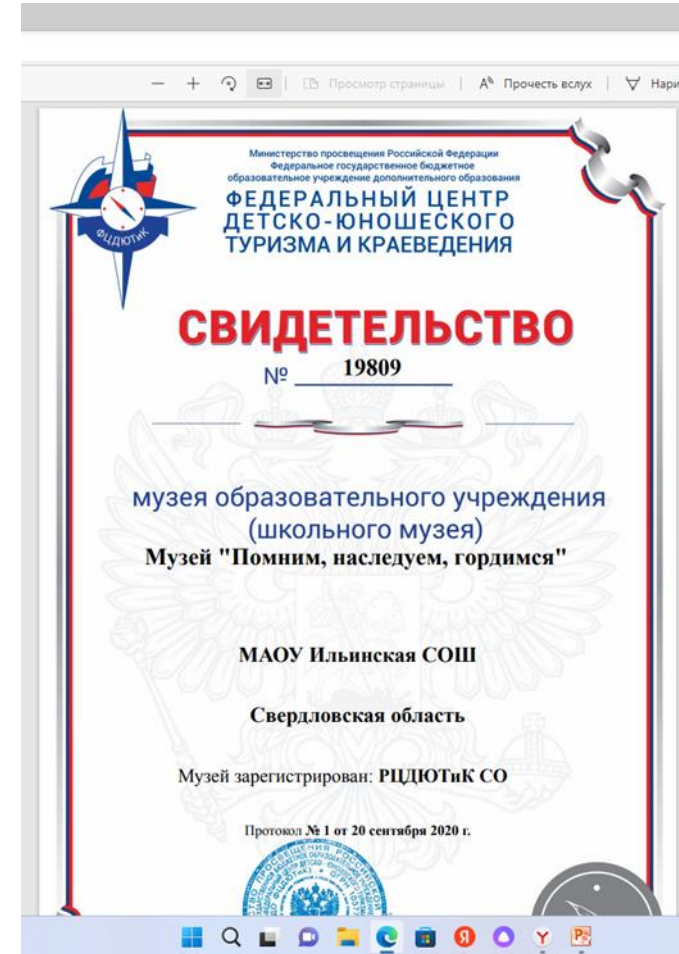 Просмотр страницы
Прочесть вслух
Министерство просвещения Российской Федерации
Федеральное государственное бюджетное
образовательное учреждение дополнительного образования
ФЕДЕРАЛЬНЫЙ ЦЕНТР
ДЕТСКО-ЮНОШЕСКОГО
ТУРИЗМА И КРАЕВЕДЕНИЯ
ФЦДЮТиК
СВИДЕТЕЛЬСТВО
№ 19809
музея образовательного учреждения
(школьного музея)
Музей "Помним, наследуем, гордимся"
МАОУ Ильинская СОШ
Свердловская область
Музей зарегистрирован: РЦДЮТиК СО
Протокол № 1 от 20 сентября 2020 г.